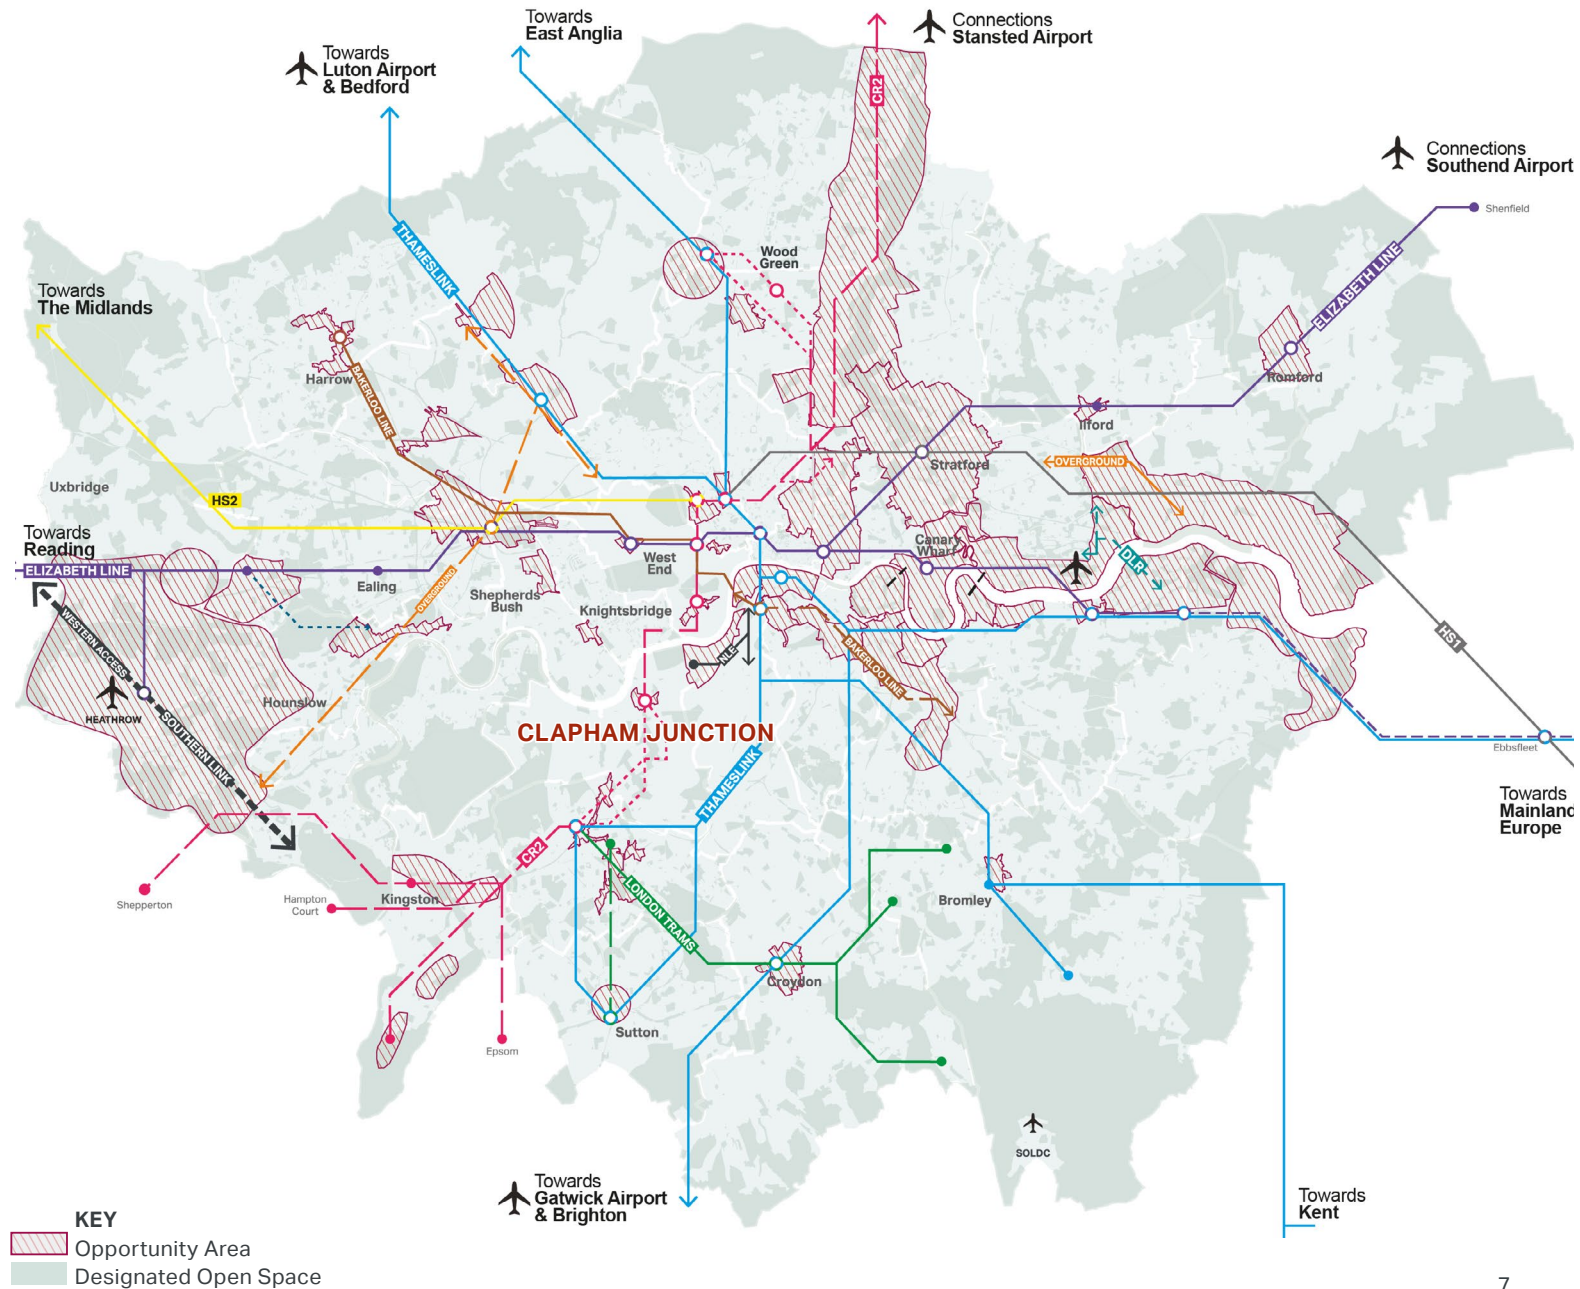 Towards
East Anglia
Connections
Stansted Airport
Towards
Luton Airport
& Bedford
CR2
Connections
Southend Airport
Shenfield
THAMESLINK
Wood
Green
ELIZABETH LINE
Towards
The Midlands
Harrow
BAKERLOO LINE
Romford
Ilford
Stratford
OVERGROUND
Uxbridge
HS2
Towards
Reading
ELIZABETH LINE
Ealing
West
End
Canary
Wharf
DLR
OVERGROUND
Shepherds
Bush
Knightsbridge
WESTERN ACCESS
NLE
BAKERLOO LINE
HS1
HEATHROW
Hounslow
SOUTHERN LINK
CLAPHAM JUNCTION
Ebbsfleet
THAMESLINK
Towards
Mainland
Europe
CR2
Shepperton
Hampton
Court
Kingston
LONDON TRAMS
Bromley
Croydon
Sutton
Epsom
SOLDC
Towards
Gatwick Airport
& Brighton
Towards
Kent
KEY
Opportunity Area
Designated Open Space
7